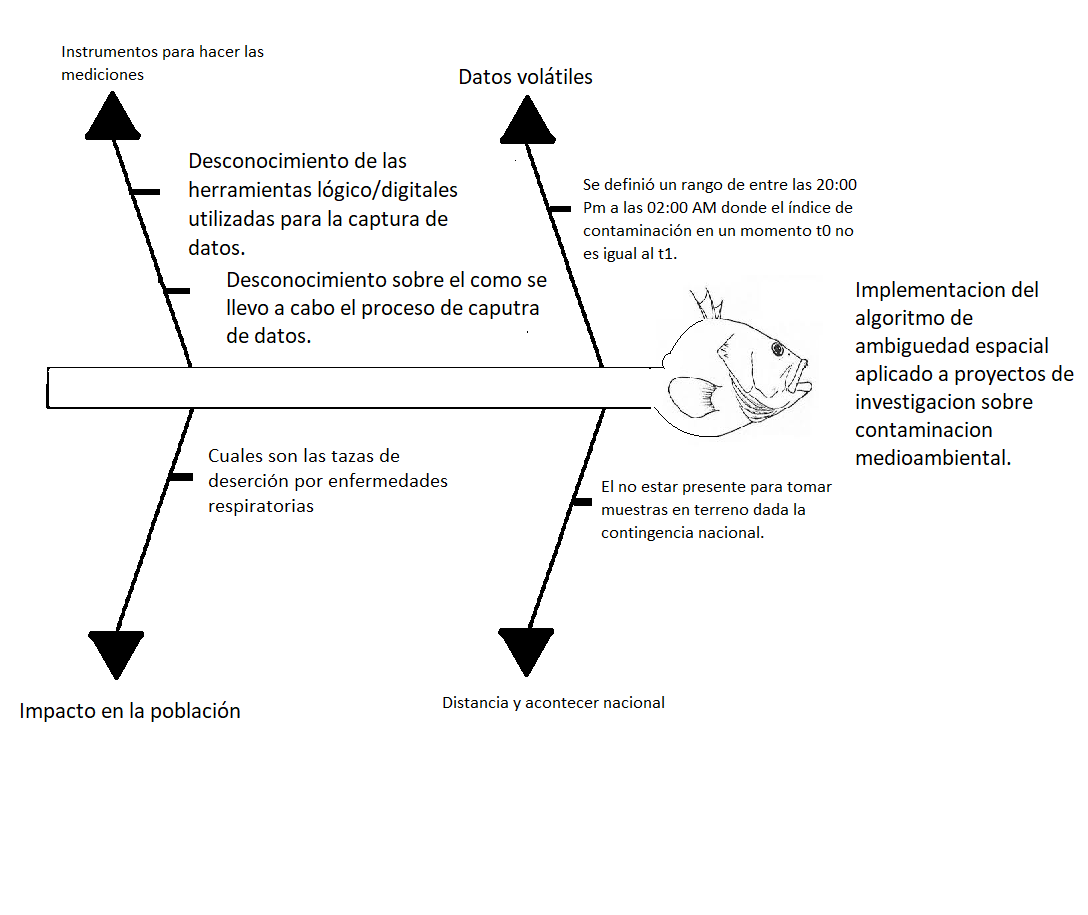 Instrumentos para hacer las
mediciones
Datos volátiles
Desconocimiento de las
herramientas lógico/digitales
utilizadas para la captura de
datos.
Se definió un rango de entre las 20:00
Pm a las 02:00 AM donde el índice de
contaminación en un momento t0 no
es igual al t1.
Desconocimiento sobre el como se
llevo a cabo el proceso de caputra
de datos.
Implementacion del
algoritmo de
ambiguedad espacial
aplicado a proyectos de
investigacion sobre
contaminacion
medioambiental.
Cuales son las tazas de
deserción por enfermedades
respiratorias
El no estar presente para tomar
muestras en terreno dada la
contingencia nacional.
Impacto en la población
Distancia y acontecer nacional